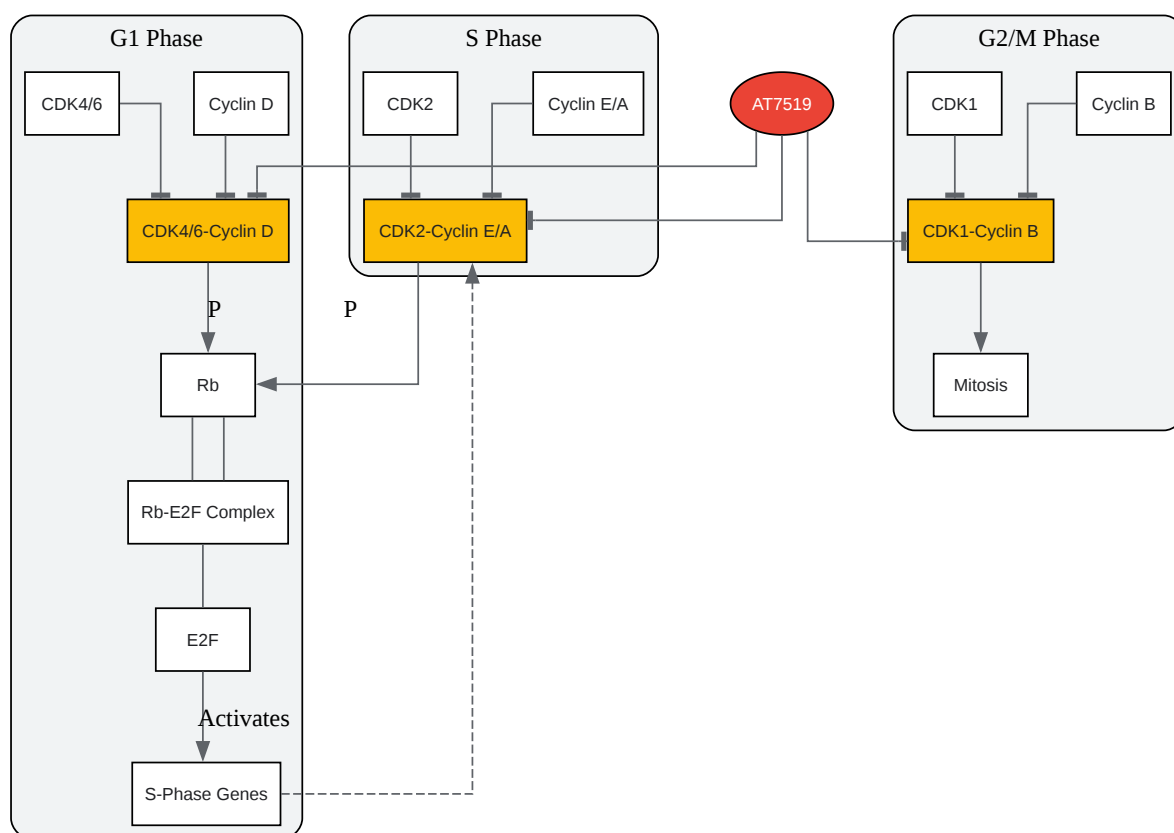 G1 Phase
S Phase
G2/M Phase
CDK4/6
Cyclin D
CDK2
Cyclin E/A
AT7519
CDK1
Cyclin B
CDK4/6-Cyclin D
CDK2-Cyclin E/A
CDK1-Cyclin B
P
P
Rb
Mitosis
Rb-E2F Complex
E2F
Activates
S-Phase Genes